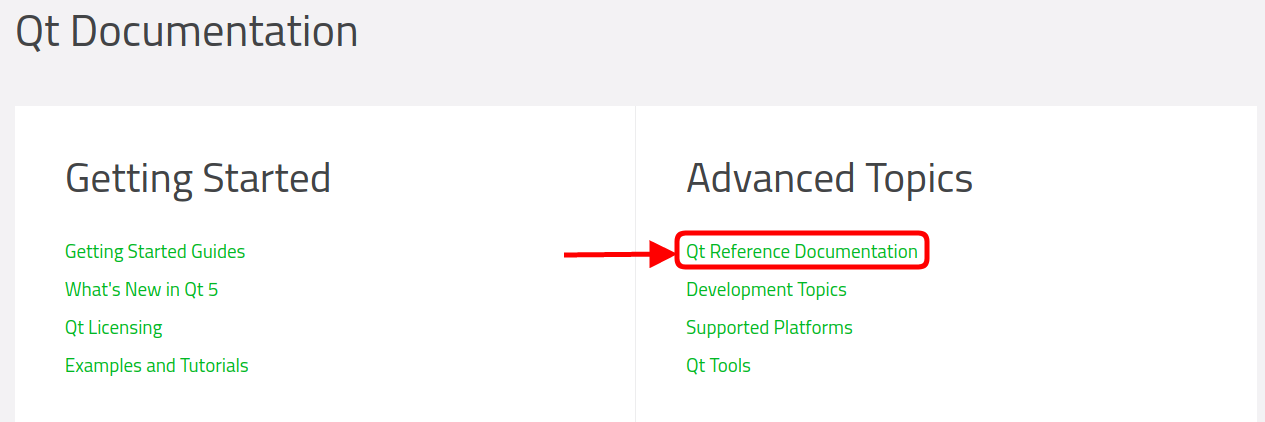 Qt Documentation
Getting Started
Getting Started Guides
What's New in Qt 5
Qt Licensing
Examples and Tutorials
Advanced Topics
Qt Reference Documentation
Development Topics
Supported Platforms
Qt Tools